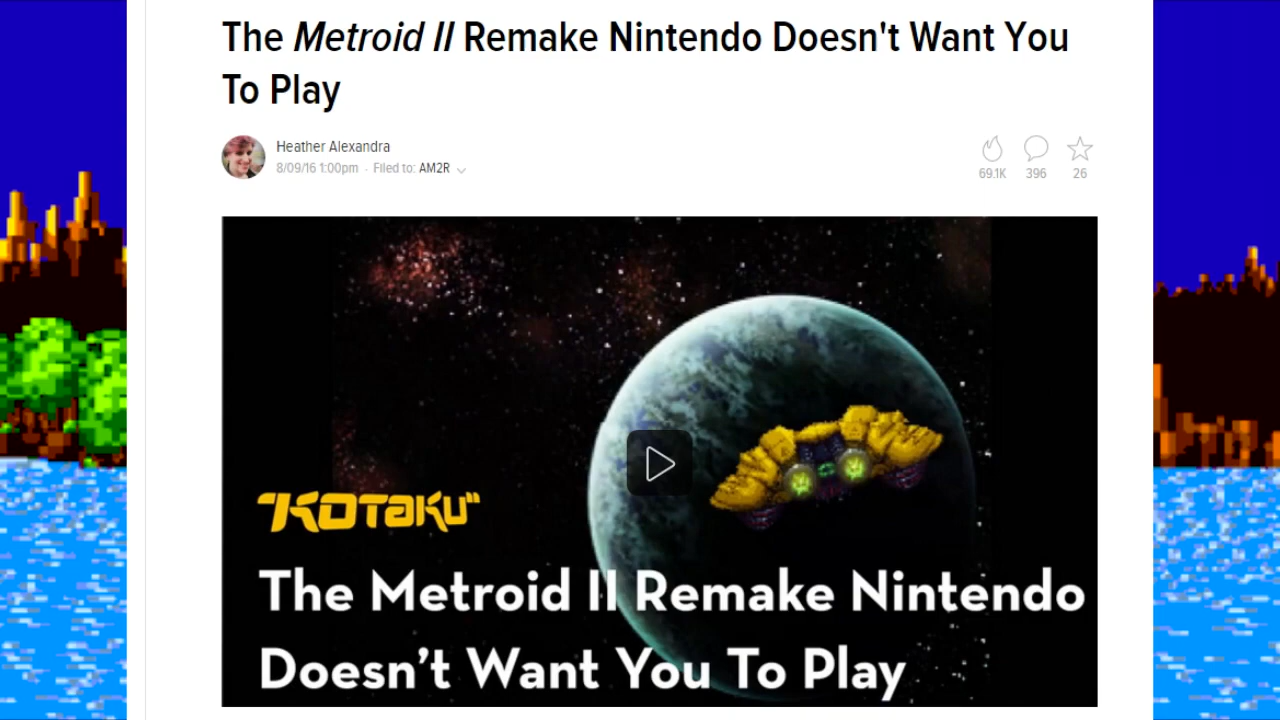 The Metroid II Remake Nintendo Doesn't Want You
To Play
Heather Alexandra
8/09/16 1:00pm - Filed to: AM2R
69.1K 396 26
"KOTaKU"
The Metroid II Remake Nintendo
Doesn't Want You To Play